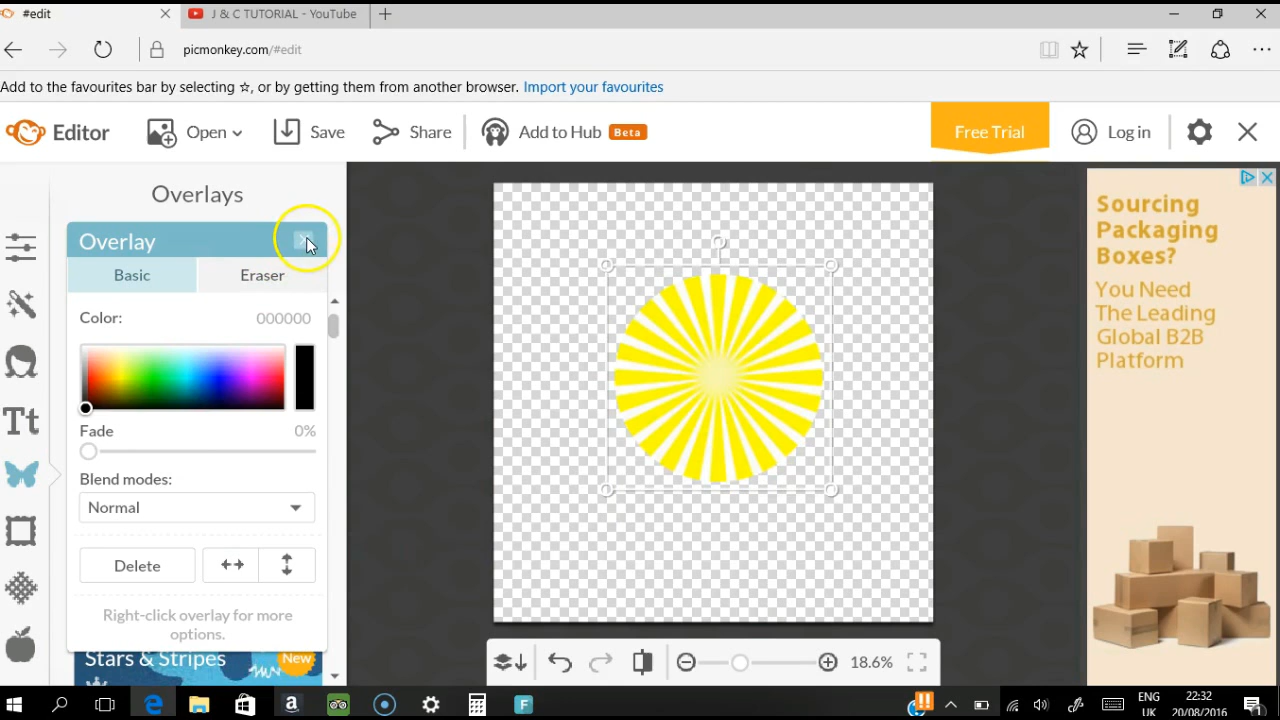 #edit
J & C TUTORIAL - YouTube
picmonkey.com/#edit
Add to the favourites bar by selecting ☆, or by getting them from another browser. Import your favourites
Editor
Open
Save
Share
Add to Hub Beta
Free Trial
Log in
Overlays
Overlay
Basic
Eraser
Color:
000000
Fade
0%
Blend modes:
Normal
Delete
Right-click overlay for more
options.
Stars & Stripes
New
Tt
18.6%
Sourcing
Packaging
Boxes?
You Need
The Leading
Global B2B
Platform
ENG
UK
22:32
20/08/2016